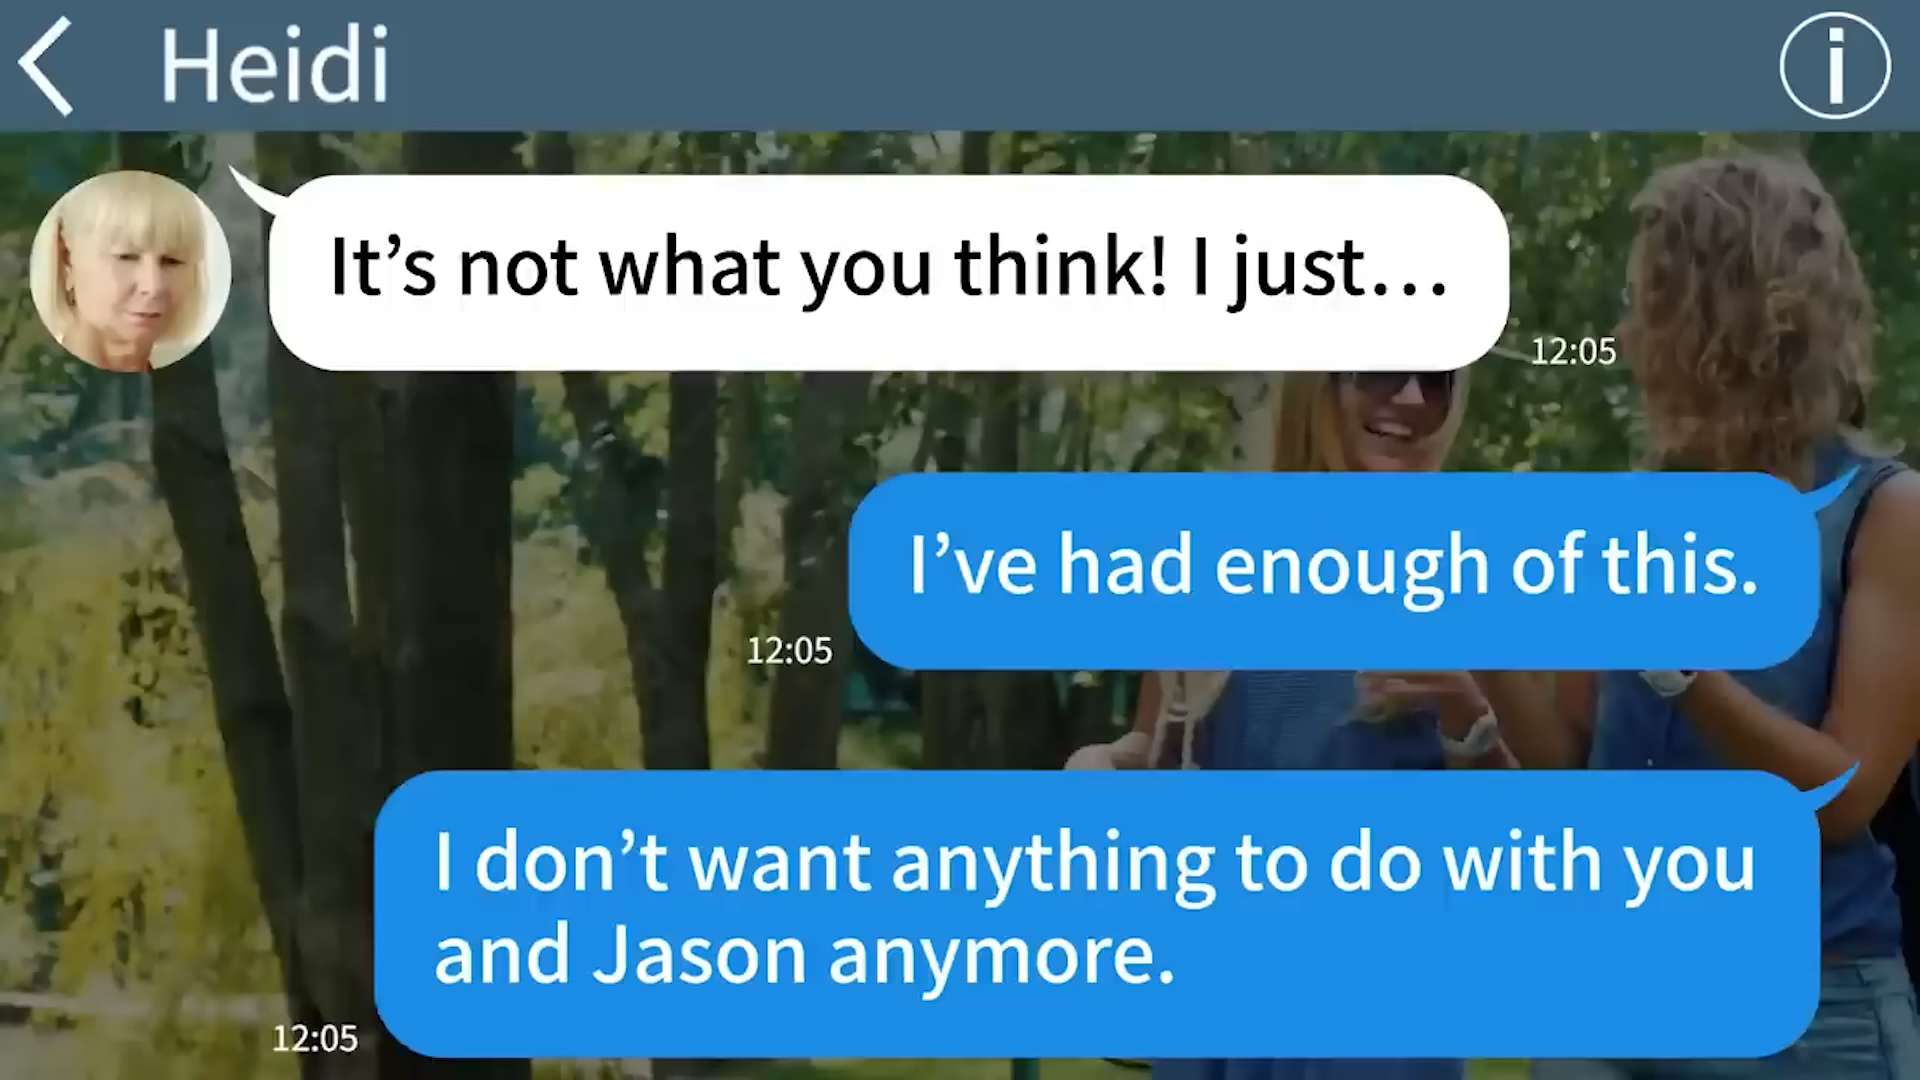 Heidi
It’s not what you think! I just…
12:05
I’ve had enough of this.
12:05
I don’t want anything to do with you
and Jason anymore.
12:05